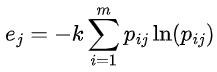 $e_j = -k \sum_{i=1}^{m} p_{ij} \ln(p_{ij})$